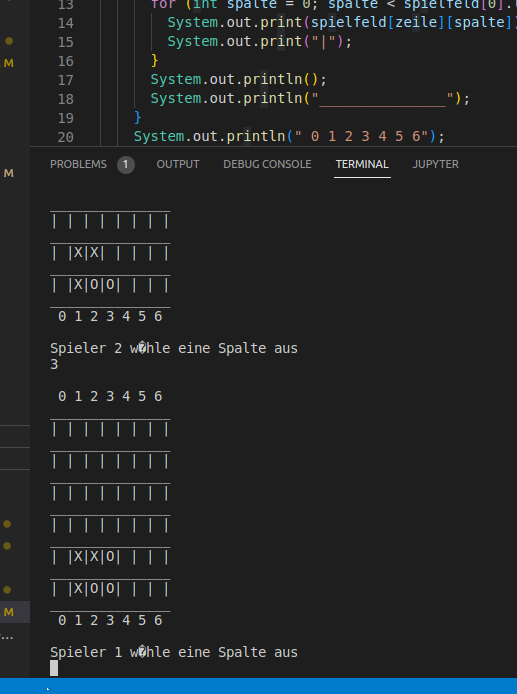 13 for (int spalte = 0; spalte < spielfeld[0].
14 System.out.print(spielfeld[zeile][spalte])
15 System.out.print("|");
16 }
17 System.out.println();
18 System.out.println("_______________");
19 }
20 System.out.println(" 0 1 2 3 4 5 6");
M
M
PROBLEMS 1 OUTPUT DEBUG CONSOLE TERMINAL JUPYTER
_______________
| | | | | | | |
_______________
| |X|X| | | | |
_______________
| |X|O|O| | | |
_______________
 0 1 2 3 4 5 6
Spieler 2 w�hle eine Spalte aus
3
 0 1 2 3 4 5 6
_______________
| | | | | | | |
_______________
| | | | | | | |
_______________
| | | | | | | |
_______________
| | | | | | | |
_______________
| |X|X|O| | | |
_______________
| |X|O|O| | | |
_______________
 0 1 2 3 4 5 6
M
...
Spieler 1 w�hle eine Spalte aus